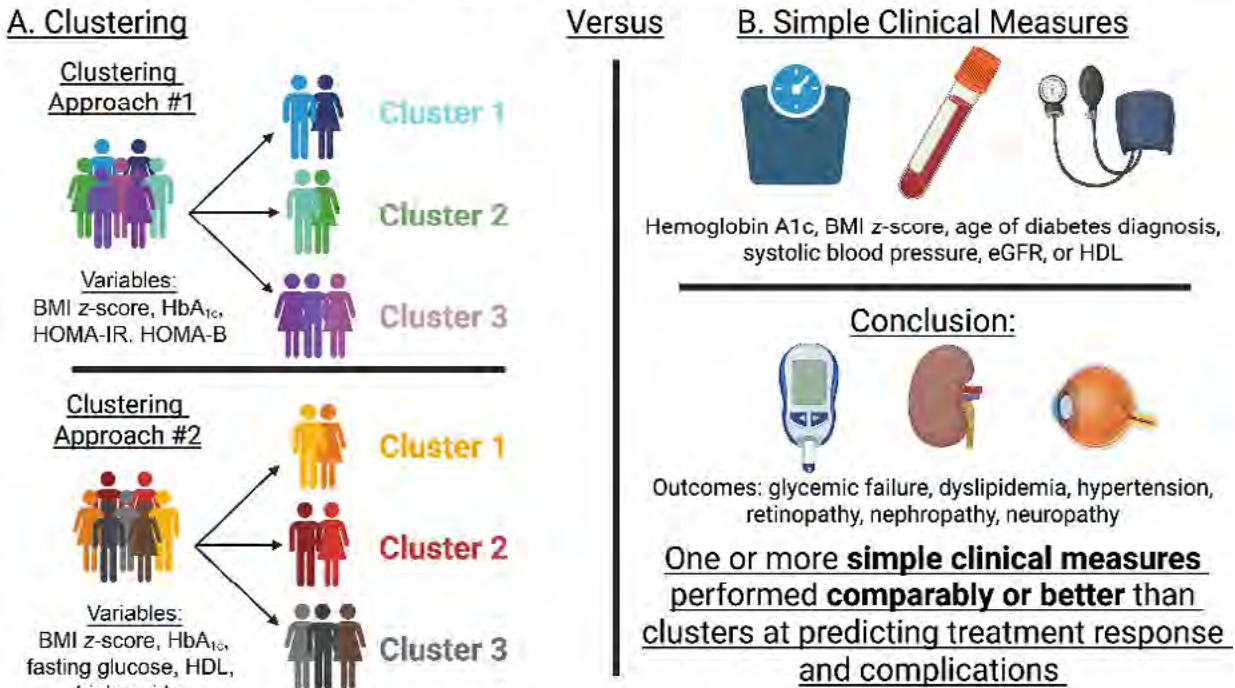 A. Clustering
Clustering
Approach #1
Cluster 1
Cluster 2
Cluster 3
Variables:
BMI z-score, HbA1c,
HOMA-IR, HOMA-B
Clustering
Approach #2
Cluster 1
Cluster 2
Cluster 3
Variables:
BMI z-score, HbA1c,
fasting glucose, HDL,
Versus
B. Simple Clinical Measures
Hemoglobin A1c, BMI z-score, age of diabetes diagnosis,
systolic blood pressure, eGFR, or HDL
Conclusion:
Outcomes: glycemic failure, dyslipidemia, hypertension,
retinopathy, nephropathy, neuropathy
One or more simple clinical measures
performed comparably or better than
clusters at predicting treatment response
and complications